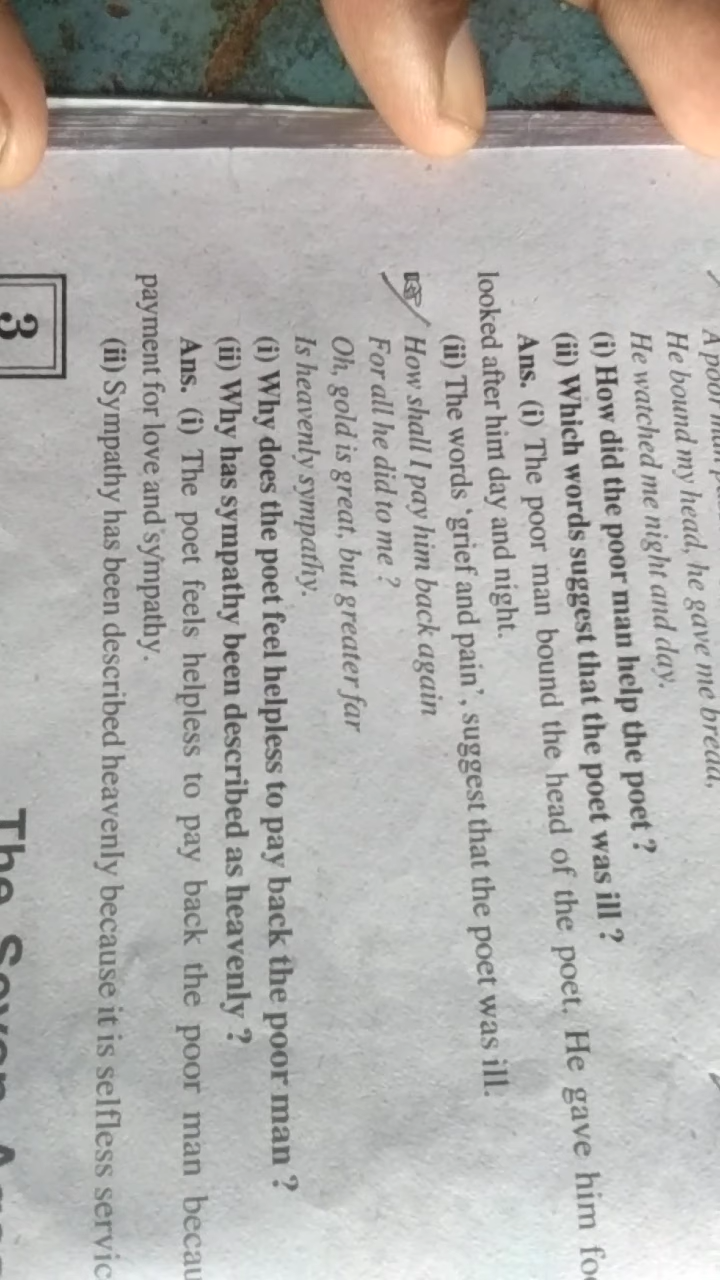 A poor man
He bound my head, he gave me bread,
He watched me night and day.
(i) How did the poor man help the poet ?
(ii) Which words suggest that the poet was ill ?
Ans. (i) The poor man bound the head of the poet. He gave him fo
looked after him day and night.
(ii) The words 'grief and pain', suggest that the poet was ill.
How shall I pay him back again
For all he did to me ?
Oh, gold is great, but greater far
Is heavenly sympathy.
(i) Why does the poet feel helpless to pay back the poor man ?
(ii) Why has sympathy been described as heavenly ?
Ans. (i) The poet feels helpless to pay back the poor man becau
payment for love and sympathy.
(ii) Sympathy has been described heavenly because it is selfless servic
3
The Seven